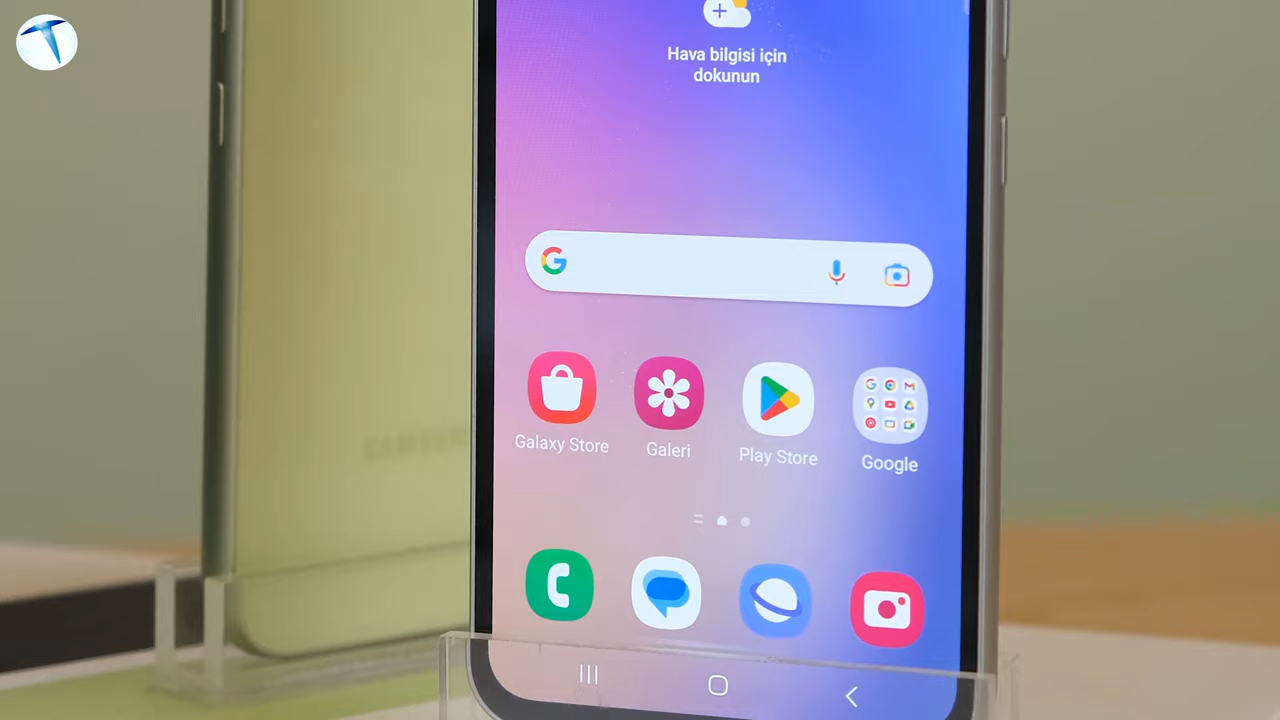 Hava bilgisi için
dokunun
Galaxy Store
Galeri
Play Store
Google